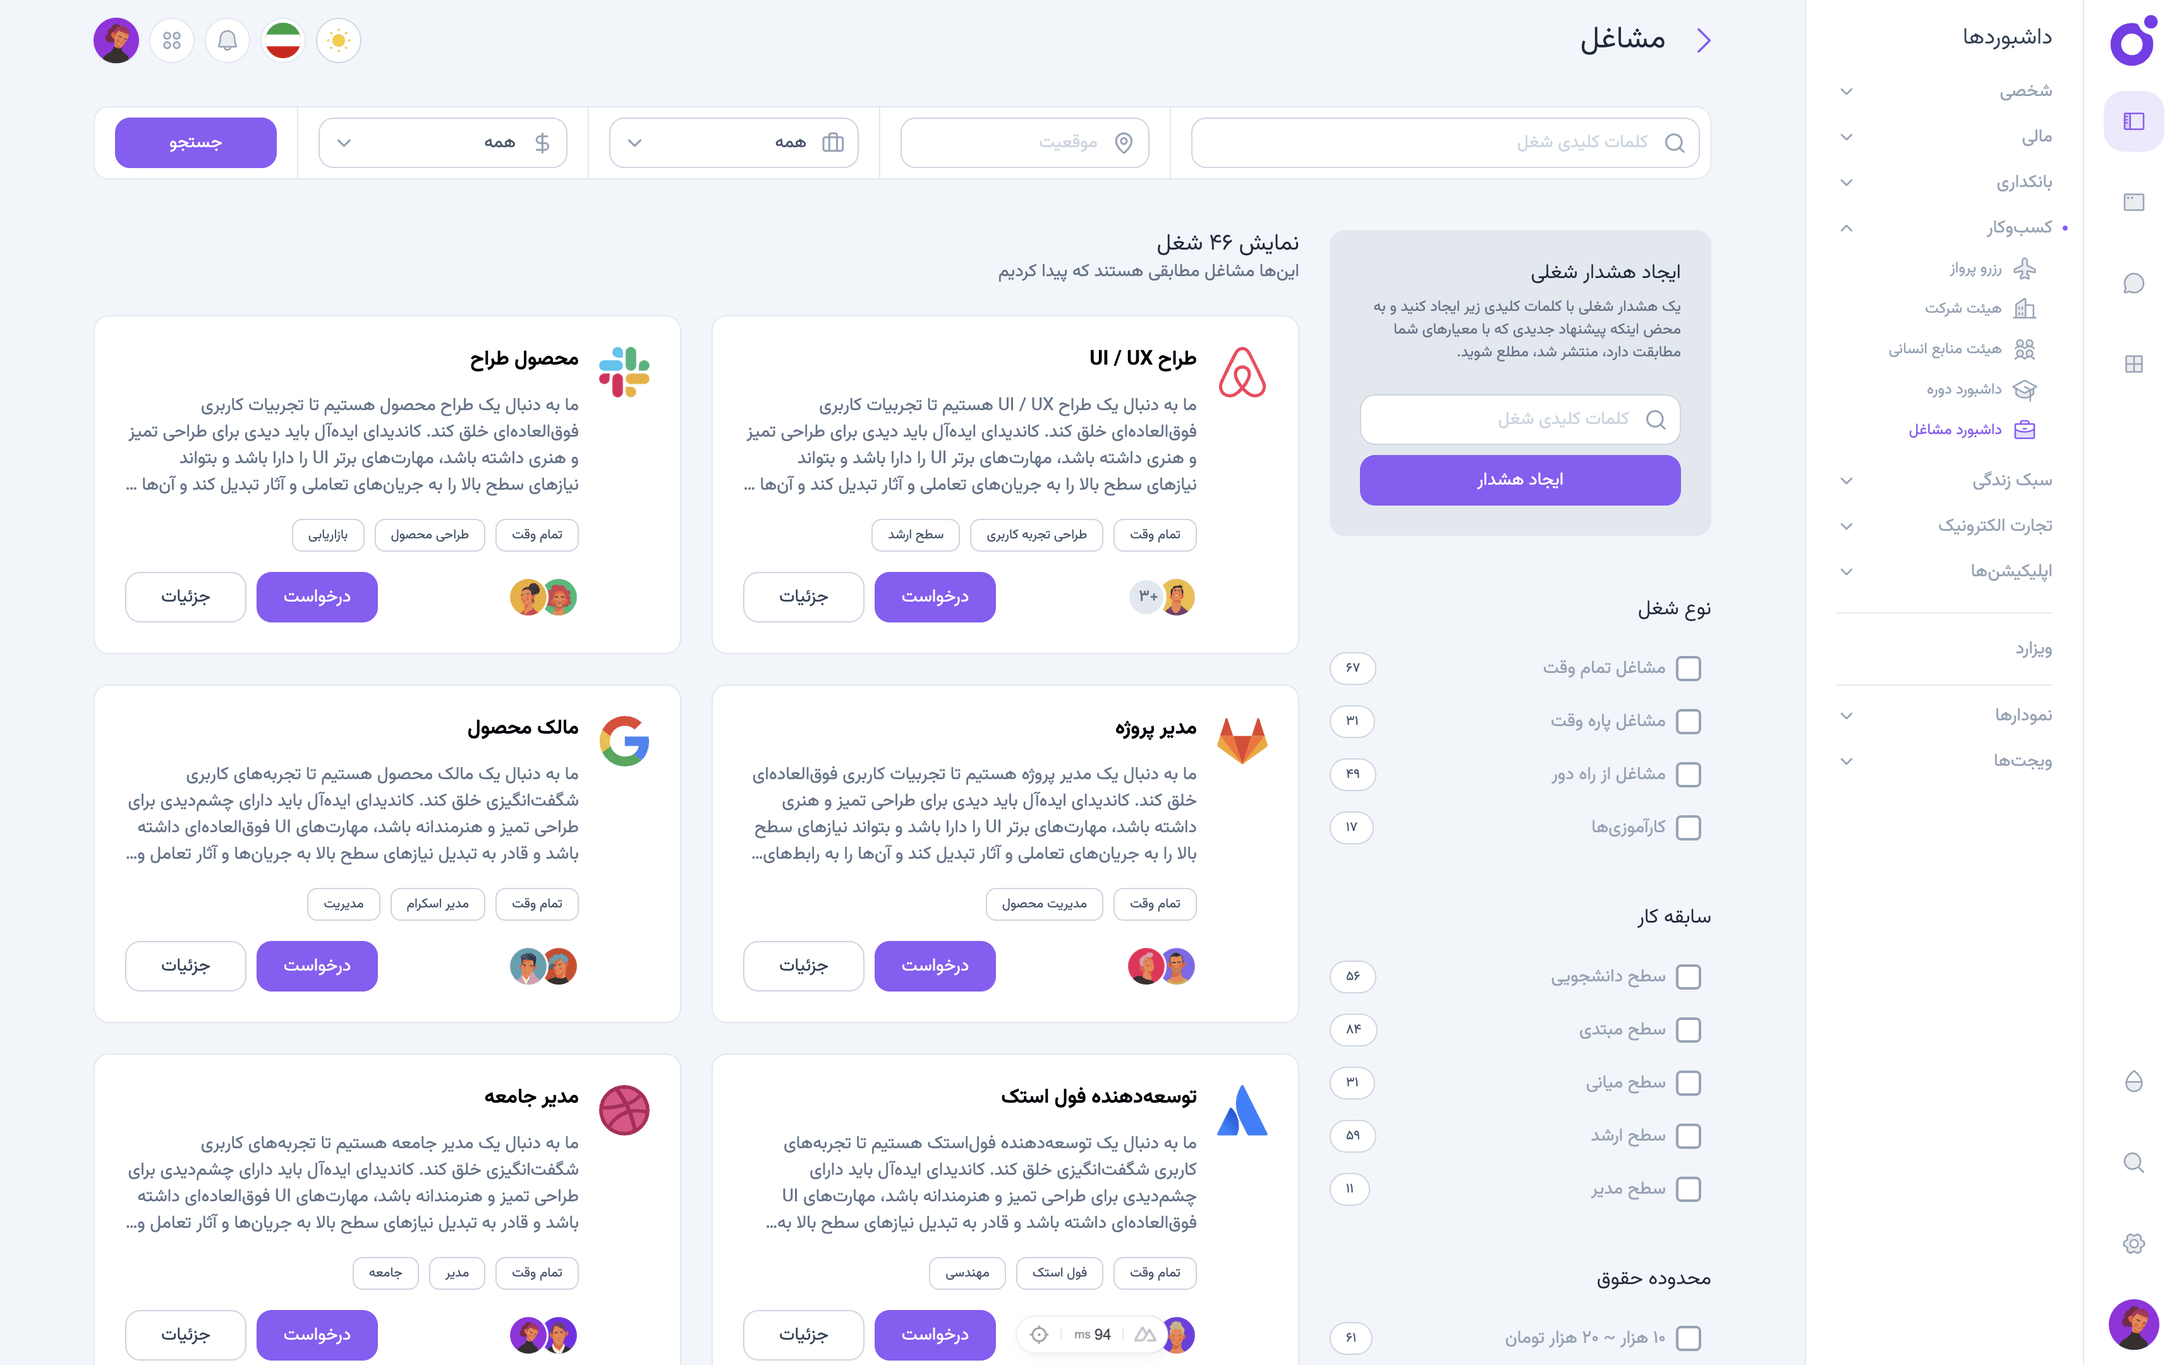 داشبوردها
شخصی
مالی
بانکداری
کسب‌وکار
رزرو پرواز
هیئت شرکت
هیئت منابع انسانی
داشبورد دوره
داشبورد مشاغل
سبک زندگی
تجارت الکترونیک
اپلیکیشن‌ها
ویزارد
نمودارها
ویجت‌ها
مشاغل
کلمات کلیدی شغل
موقعیت
همه
همه
جستجو
ایجاد هشدار شغلی
یک هشدار شغلی با کلمات کلیدی زیر ایجاد کنید و به
محض اینکه پیشنهاد جدیدی که با معیارهای شما
مطابقت دارد، منتشر شد، مطلع شوید.
کلمات کلیدی شغل
ایجاد هشدار
نوع شغل
مشاغل تمام وقت ۶۷
مشاغل پاره وقت ۳۱
مشاغل از راه دور ۴۹
کارآموزی‌ها ۱۷
سابقه کار
سطح دانشجویی ۵۶
سطح مبتدی ۸۴
سطح میانی ۳۱
سطح ارشد ۵۹
سطح مدیر ۱۱
محدوده حقوق
۱۰ هزار ~ ۲۰ هزار تومان ۶۱
نمایش ۴۶ شغل
این‌ها مشاغل مطابقی هستند که پیدا کردیم
طراح UI / UX
ما به دنبال یک طراح UI / UX هستیم تا تجربیات کاربری
فوق‌العاده‌ای خلق کند. کاندیدای ایده‌آل باید دیدی برای طراحی تمیز
و هنری داشته باشد، مهارت‌های برتر UI را دارا باشد و بتواند
نیازهای سطح بالا را به جریان‌های تعاملی و آثار تبدیل کند و آن‌ها ...
تمام وقت
طراحی تجربه کاربری
سطح ارشد
+۳
درخواست
جزئیات
محصول طراح
ما به دنبال یک طراح محصول هستیم تا تجربیات کاربری
فوق‌العاده‌ای خلق کند. کاندیدای ایده‌آل باید دیدی برای طراحی تمیز
و هنری داشته باشد، مهارت‌های برتر UI را دارا باشد و بتواند
نیازهای سطح بالا را به جریان‌های تعاملی و آثار تبدیل کند و آن‌ها ...
تمام وقت
طراحی محصول
بازاریابی
درخواست
جزئیات
مدیر پروژه
ما به دنبال یک مدیر پروژه هستیم تا تجربیات کاربری فوق‌العاده‌ای
خلق کند. کاندیدای ایده‌آل باید دیدی برای طراحی تمیز و هنری
داشته باشد، مهارت‌های برتر UI را دارا باشد و بتواند نیازهای سطح
بالا را به جریان‌های تعاملی و آثار تبدیل کند و آن‌ها را به رابط‌های...
تمام وقت
مدیریت محصول
درخواست
جزئیات
مالک محصول
ما به دنبال یک مالک محصول هستیم تا تجربه‌های کاربری
شگفت‌انگیزی خلق کند. کاندیدای ایده‌آل باید دارای چشم‌دیدی برای
طراحی تمیز و هنرمندانه باشد، مهارت‌های UI فوق‌العاده‌ای داشته
باشد و قادر به تبدیل نیازهای سطح بالا به جریان‌ها و آثار تعامل و...
تمام وقت
مدیر اسکرام
مدیریت
درخواست
جزئیات
توسعه‌دهنده فول استک
ما به دنبال یک توسعه‌دهنده فول‌استک هستیم تا تجربه‌های
کاربری شگفت‌انگیزی خلق کند. کاندیدای ایده‌آل باید دارای
چشم‌دیدی برای طراحی تمیز و هنرمندانه باشد، مهارت‌های UI
فوق‌العاده‌ای داشته باشد و قادر به تبدیل نیازهای سطح بالا به...
تمام وقت
فول استک
مهندسی
94 ms
درخواست
جزئیات
مدیر جامعه
ما به دنبال یک مدیر جامعه هستیم تا تجربه‌های کاربری
شگفت‌انگیزی خلق کند. کاندیدای ایده‌آل باید دارای چشم‌دیدی برای
طراحی تمیز و هنرمندانه باشد، مهارت‌های UI فوق‌العاده‌ای داشته
باشد و قادر به تبدیل نیازهای سطح بالا به جریان‌ها و آثار تعامل و...
تمام وقت
مدیر
جامعه
درخواست
جزئیات